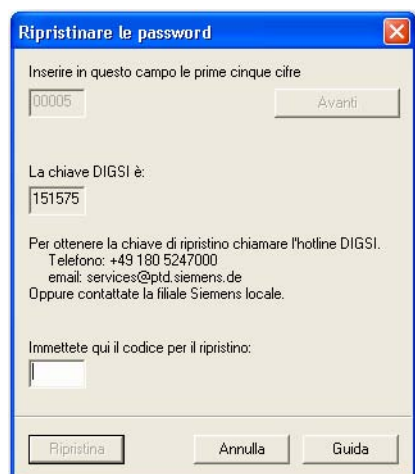 Ripristinare le password
Inserire in questo campo le prime cinque cifre
00005
Avanti
La chiave DIGSI è:
151575
Per ottenere la chiave di ripristino chiamare l'hotline DIGSI.
Telefono: +49 180 5247000
email: services@ptd.siemens.de
Oppure contattate la filiale Siemens locale.
Immettete qui il codice per il ripristino:
Ripristina
Annulla
Guida